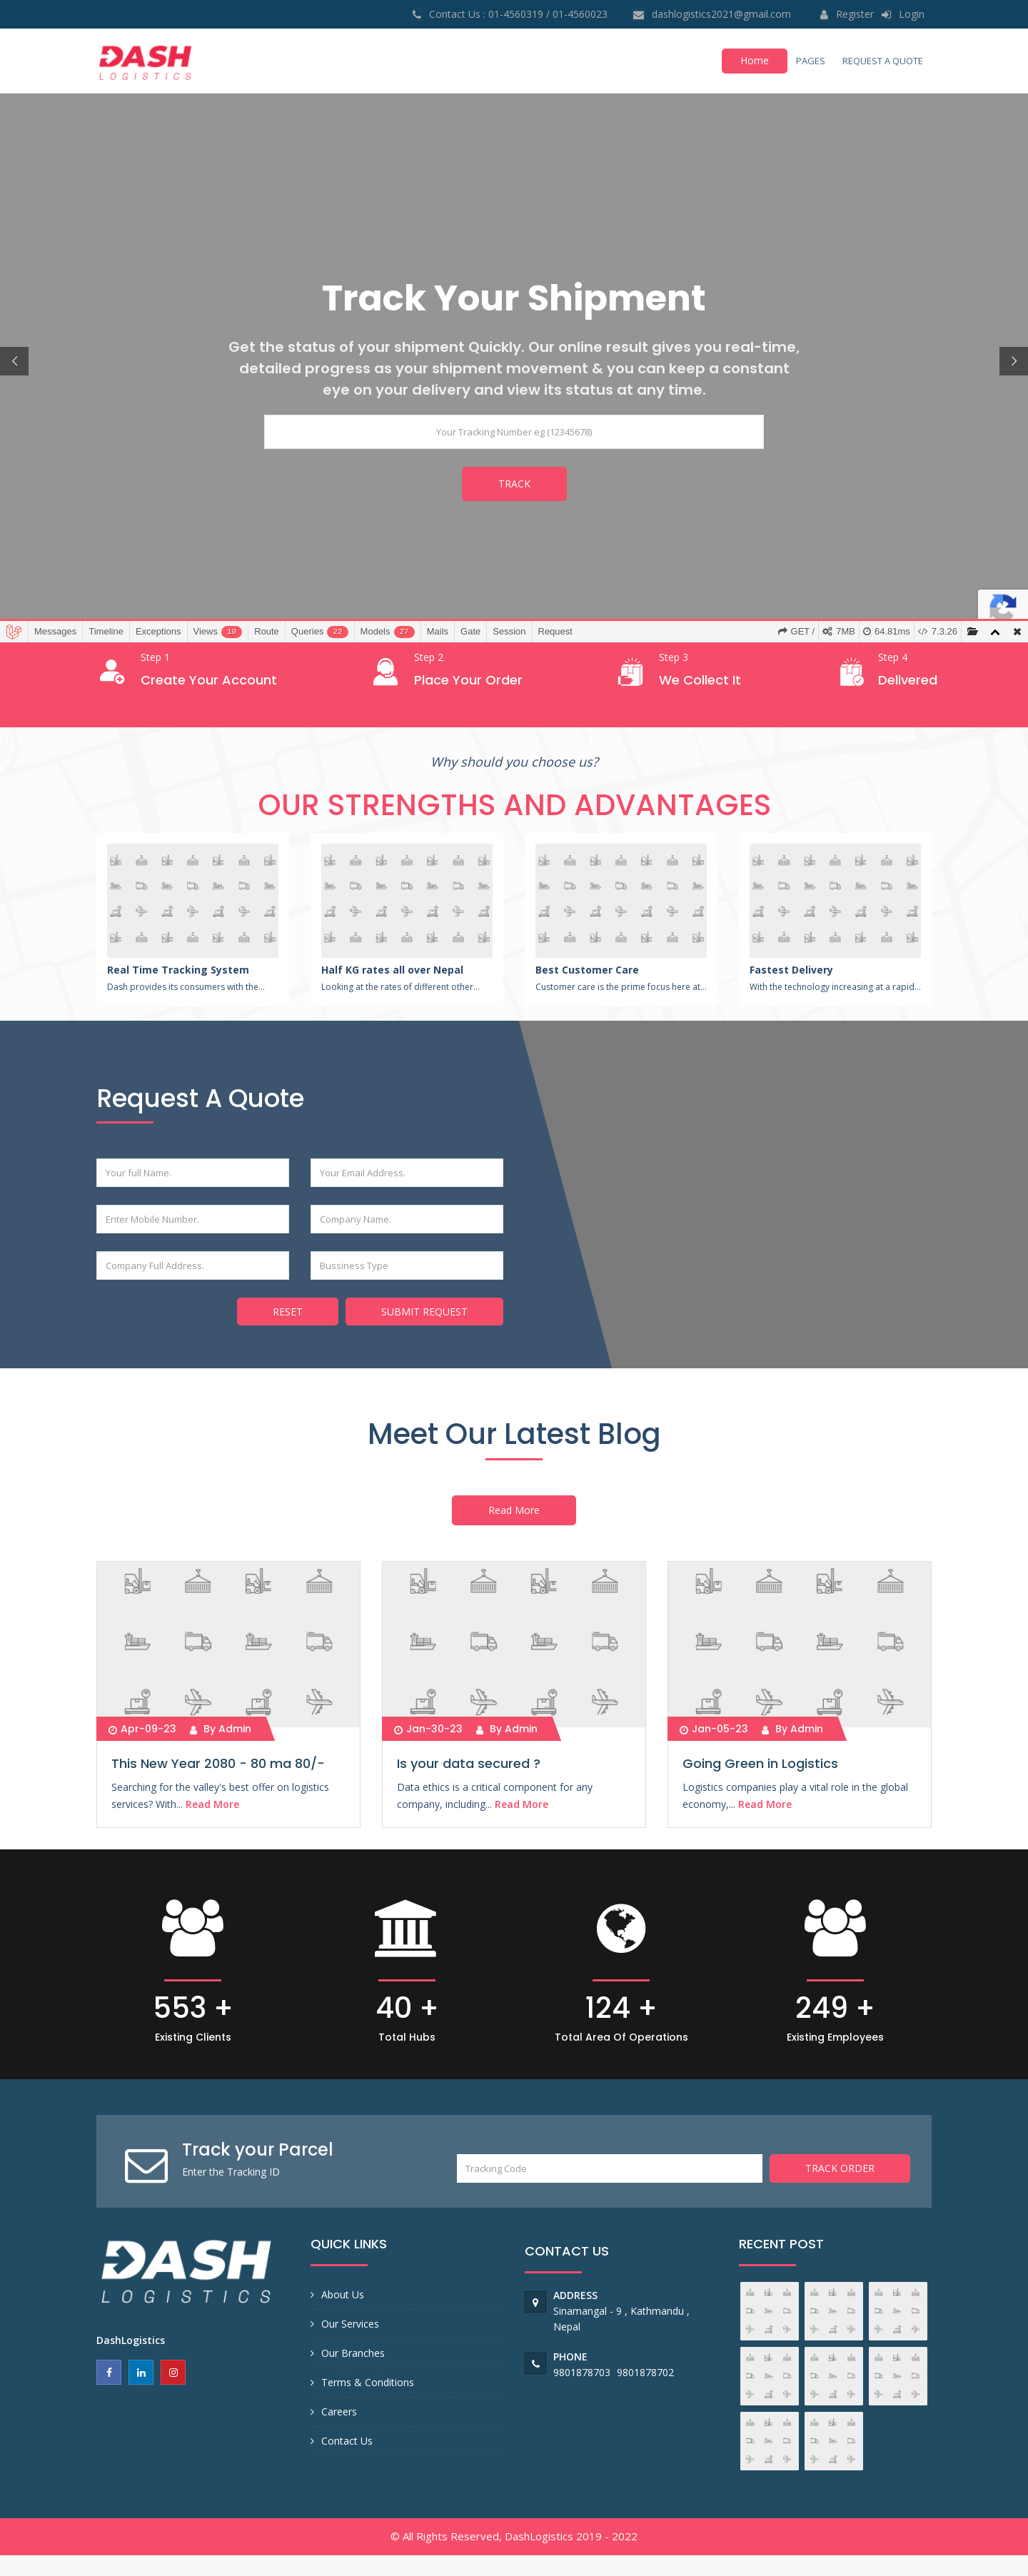 Contact Us : 01-4560319 / 01-4560023 dashlogistics2021@gmail.com Register Login
DASH
LOGISTICS
Home PAGES REQUEST A QUOTE
Track Your Shipment
Get the status of your shipment Quickly. Our online result gives you real-time,
detailed progress as your shipment movement & you can keep a constant
eye on your delivery and view its status at any time.
Your Tracking Number eg (12345678)
TRACK
Messages Timeline Exceptions Views 10 Route Queries 22 Models 27 Mails Gate Session Request GET / 7MB 64.81ms 7.3.26
Step 1
Create Your Account
Step 2
Place Your Order
Step 3
We Collect It
Step 4
Delivered
Why should you choose us?
OUR STRENGTHS AND ADVANTAGES
Real Time Tracking System
Dash provides its consumers with the...
Half KG rates all over Nepal
Looking at the rates of different other...
Best Customer Care
Customer care is the prime focus here at...
Fastest Delivery
With the technology increasing at a rapid...
Request A Quote
Your full Name. Your Email Address.
Enter Mobile Number. Company Name.
Company Full Address. Bussiness Type
RESET SUBMIT REQUEST
Meet Our Latest Blog
Read More
Apr-09-23 By Admin
This New Year 2080 - 80 ma 80/-
Searching for the valley's best offer on logistics
services? With... Read More
Jan-30-23 By Admin
Is your data secured ?
Data ethics is a critical component for any
company, including... Read More
Jan-05-23 By Admin
Going Green in Logistics
Logistics companies play a vital role in the global
economy,... Read More
553 +
Existing Clients
40 +
Total Hubs
124 +
Total Area Of Operations
249 +
Existing Employees
Track your Parcel
Enter the Tracking ID
Tracking Code
TRACK ORDER
DASH
LOGISTICS
DashLogistics
QUICK LINKS
About Us
Our Services
Our Branches
Terms & Conditions
Careers
Contact Us
CONTACT US
ADDRESS
Sinamangal - 9 , Kathmandu ,
Nepal
PHONE
9801878703 9801878702
RECENT POST
© All Rights Reserved, DashLogistics 2019 - 2022